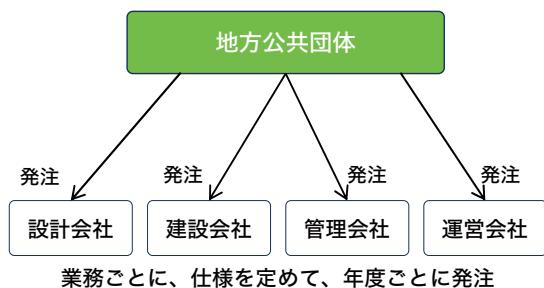 地方公共団体
発注
発注
発注
発注
設計会社
建設会社
管理会社
運営会社
業務ごとに、仕様を定めて、年度ごとに発注